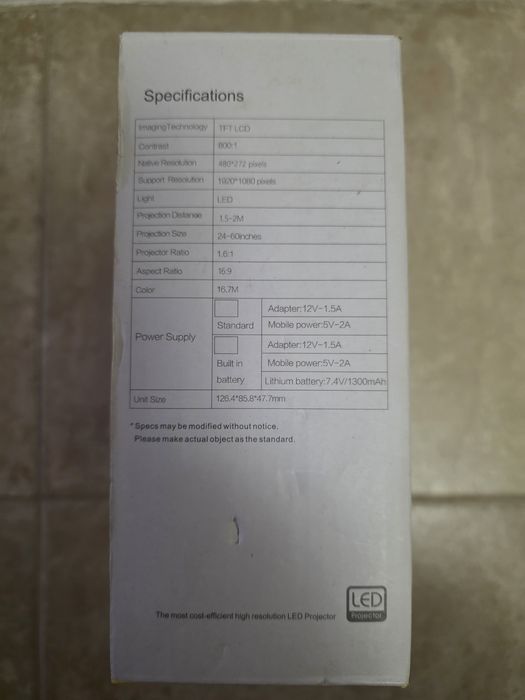 Specifications
Imaging Technology TFT LCD
Contrast 800:1
Native Resolution 480*272 pixels
Support Resolution 1920*1080 pixels
Light LED
Projection Distanae 1.5-2M
Projection Size 24-60inches
Projector Ratio 1.6:1
Aspect Ratio 16:9
Color 16.7M
Power Supply
Standard
Adapter:12V-1.5A
Mobile power:5V-2A
Built in
battery
Adapter:12V-1.5A
Mobile power:5V-2A
Lithium battery:7.4V/1300mAh
Unit Size 126.4*85.8*47.7mm
*Specs may be modified without notice.
Please make actual object as the standard.
The most cost-efficient high resolution LED Projector
LED
Projector